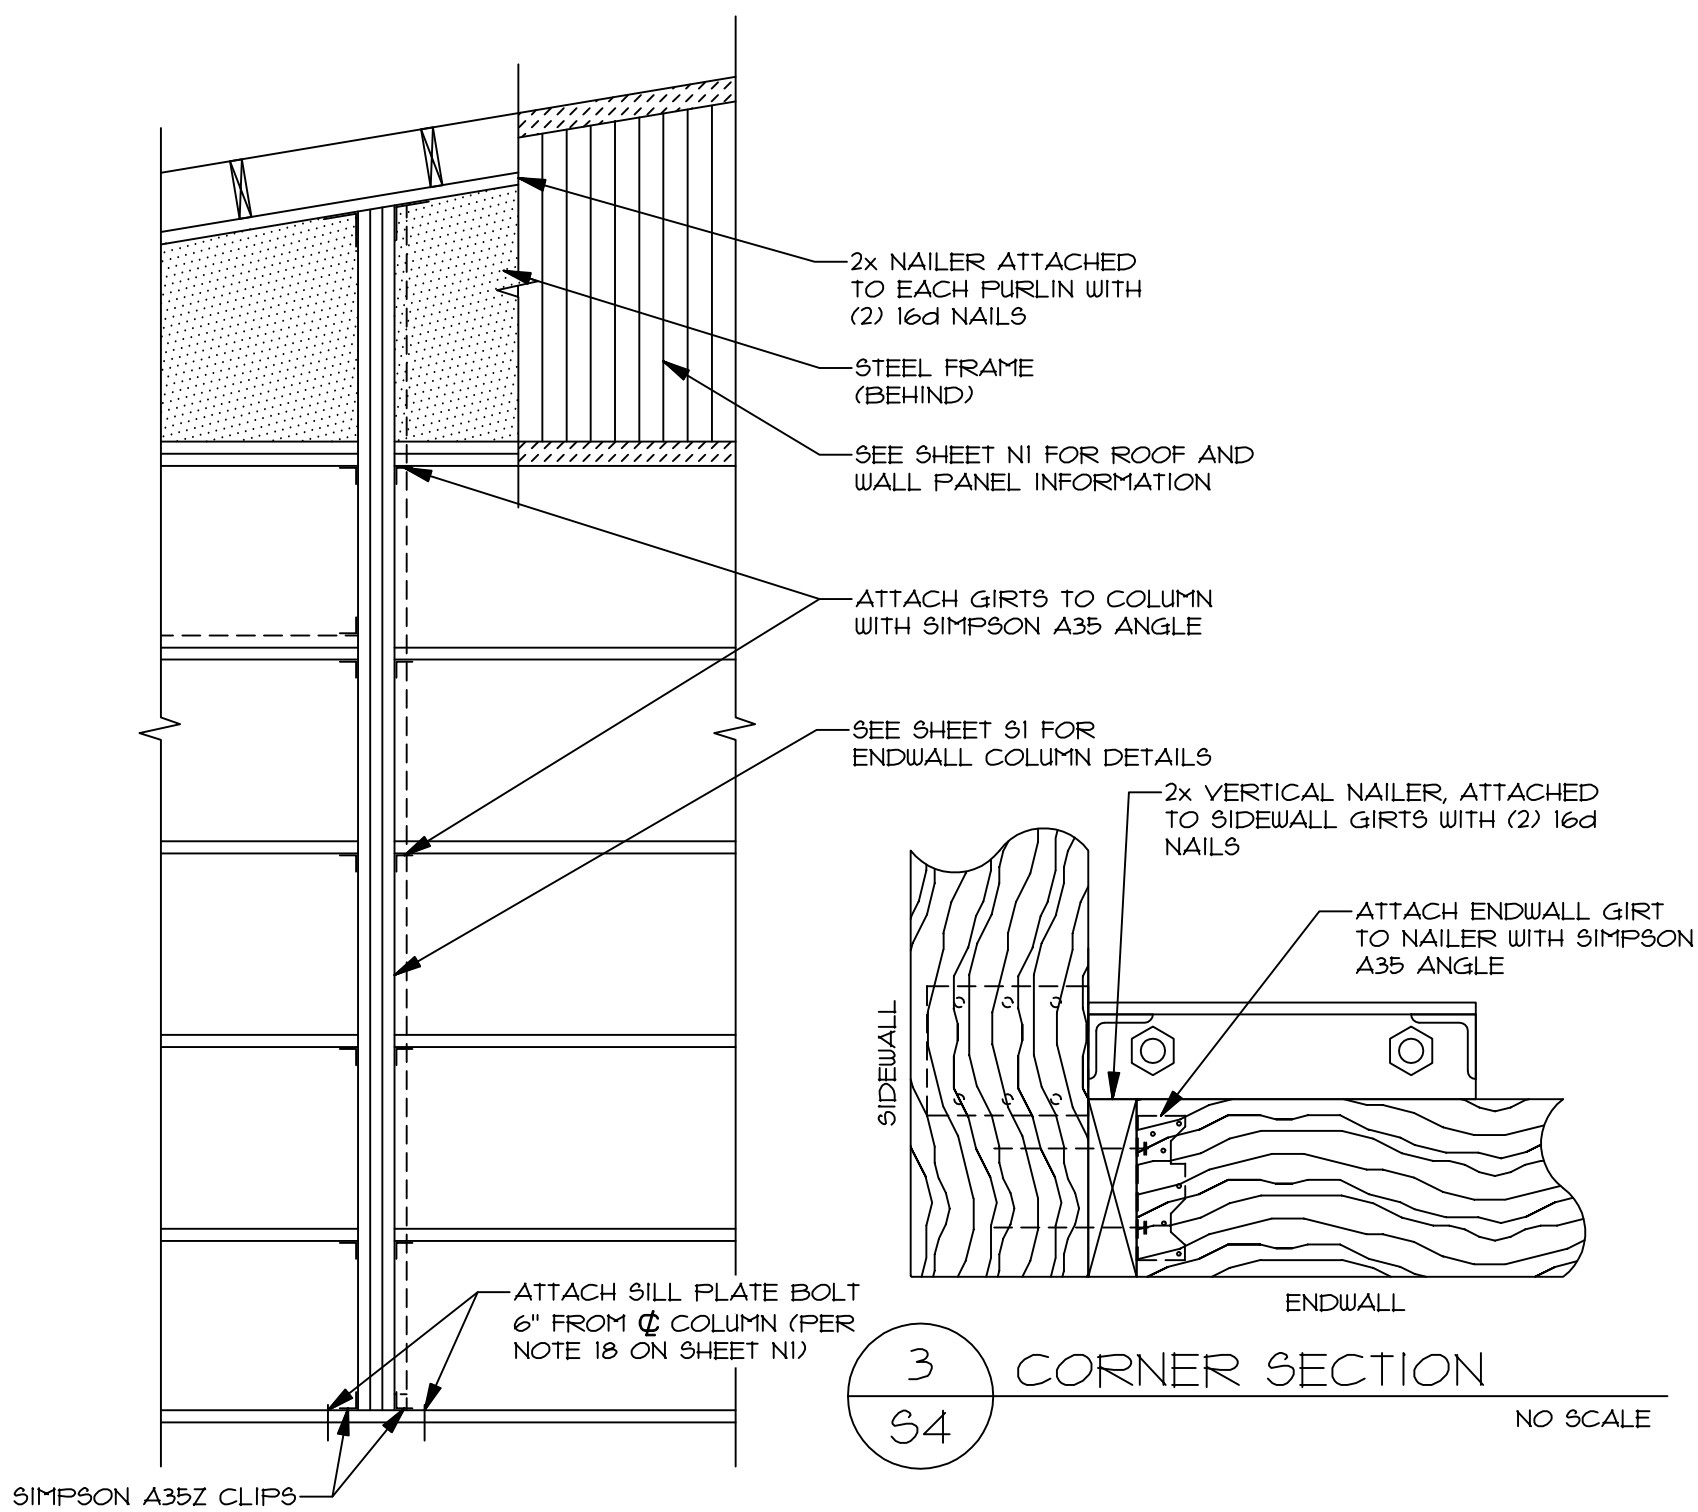 2x NAILER ATTACHED
TO EACH PURLIN WITH
(2) 16d NAILS
STEEL FRAME
(BEHIND)
SEE SHEET N1 FOR ROOF AND
WALL PANEL INFORMATION
ATTACH GIRTS TO COLUMN
WITH SIMPSON A35 ANGLE
SEE SHEET S1 FOR
ENDWALL COLUMN DETAILS
2x VERTICAL NAILER, ATTACHED
TO SIDEWALL GIRTS WITH (2) 16d
NAILS
ATTACH ENDWALL GIRT
TO NAILER WITH SIMPSON
A35 ANGLE
SIDEWALL
ENDWALL
ATTACH SILL PLATE BOLT
6" FROM ℄ COLUMN (PER
NOTE 18 ON SHEET N1)
SIMPSON A35Z CLIPS
3
S4
CORNER SECTION
NO SCALE